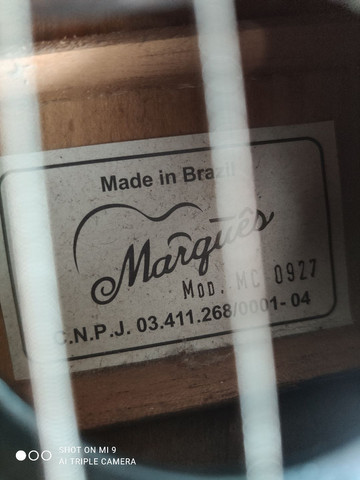 Made in Brazil
Marquês
MOD. MC 0927
C.N.P.J. 03.411.268/0001-04
SHOT ON MI 9
AI TRIPLE CAMERA